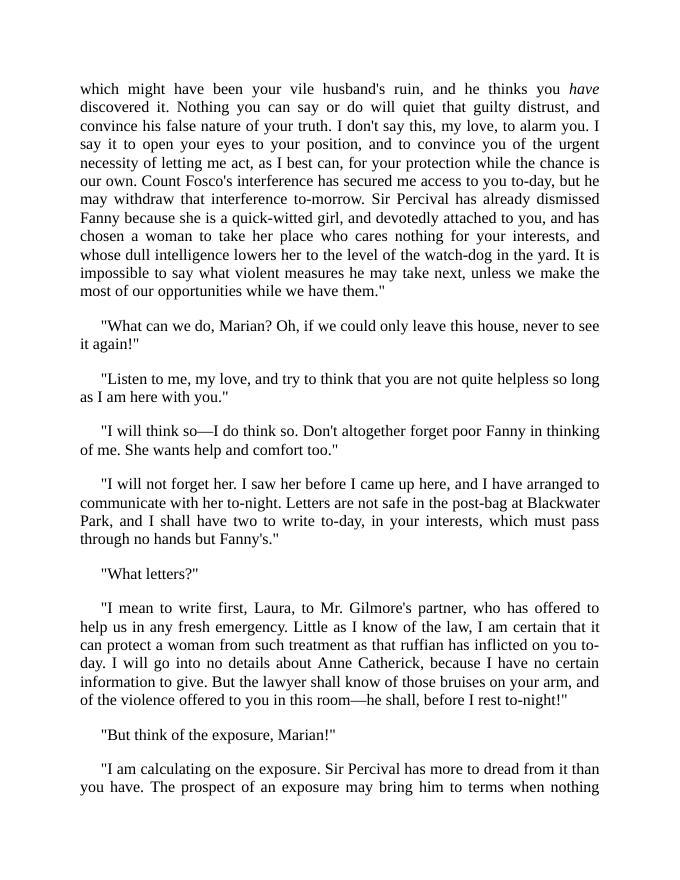 which might have been your vile husband's ruin, and he thinks you have
discovered it. Nothing you can say or do will quiet that guilty distrust, and
convince his false nature of your truth. I don't say this, my love, to alarm you. I
say it to open your eyes to your position, and to convince you of the urgent
necessity of letting me act, as I best can, for your protection while the chance is
our own. Count Fosco's interference has secured me access to you to-day, but he
may withdraw that interference to-morrow. Sir Percival has already dismissed
Fanny because she is a quick-witted girl, and devotedly attached to you, and has
chosen a woman to take her place who cares nothing for your interests, and
whose dull intelligence lowers her to the level of the watch-dog in the yard. It is
impossible to say what violent measures he may take next, unless we make the
most of our opportunities while we have them."
"What can we do, Marian? Oh, if we could only leave this house, never to see
it again!"
"Listen to me, my love, and try to think that you are not quite helpless so long
as I am here with you."
"I will think so—I do think so. Don't altogether forget poor Fanny in thinking
of me. She wants help and comfort too."
"I will not forget her. I saw her before I came up here, and I have arranged to
communicate with her to-night. Letters are not safe in the post-bag at Blackwater
Park, and I shall have two to write to-day, in your interests, which must pass
through no hands but Fanny's."
"What letters?"
"I mean to write first, Laura, to Mr. Gilmore's partner, who has offered to
help us in any fresh emergency. Little as I know of the law, I am certain that it
can protect a woman from such treatment as that ruffian has inflicted on you to-
day. I will go into no details about Anne Catherick, because I have no certain
information to give. But the lawyer shall know of those bruises on your arm, and
of the violence offered to you in this room—he shall, before I rest to-night!"
"But think of the exposure, Marian!"
"I am calculating on the exposure. Sir Percival has more to dread from it than
you have. The prospect of an exposure may bring him to terms when nothing